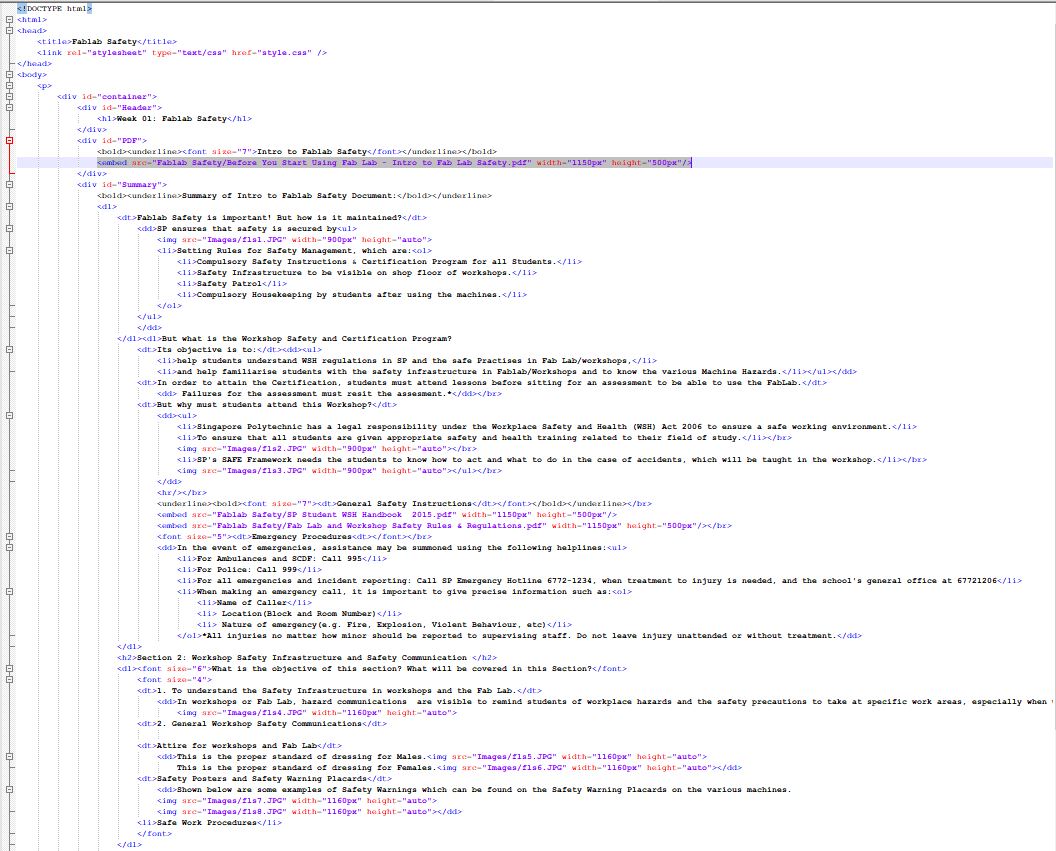 <!DOCTYPE html>
<html>
<head>
<title>Fablab Safety</title>
<link rel="stylesheet" type="text/css" href="style.css" />
</head>
<body>
<p>
<div id="container">
<div id="Header">
<h1>Week 01: Fablab Safety</h1>
</div>
<div id="PDF">
<bold><underline><font size="7">Intro to Fablab Safety</font></underline></bold>
<embed src="Fablab Safety/Before You Start Using Fab Lab - Intro to Fab Lab Safety.pdf" width="1150px" height="500px"/>
</div>
<div id="Summary">
<bold><underline>Summary of Intro to Fablab Safety Document:</bold></underline>
<dl>
<dt>Fablab Safety is important! But how is it maintained?</dt>
<dd>SP ensures that safety is secured by<ul>
<img src="Images/fls1.JPG" width="900px" height="auto">
<li>Setting Rules for Safety Management, which are:<ol>
<li>Compulsory Safety Instructions & Certification Program for all Students.</li>
<li>Safety Infrastructure to be visible on shop floor of workshops.</li>
<li>Safety Patrol</li>
<li>Compulsory Housekeeping by students after using the machines.</li>
</ol>
</ul>
</dd>
</dl><dl>But what is the Workshop Safety and Certification Program?
<dt>Its objective is to:</dt><dd><ul>
<li>help students understand WSH regulations in SP and the safe Practises in Fab Lab/workshops,</li>
<li>and help familiarise students with the safety infrastructure in Fablab/Workshops and to know the various Machine Hazards.</li></ul></dd>
<dt>In order to attain the Certification, students must attend lessons before sitting for an assessment to be able to use the FabLab.</dt>
<dd> Failures for the assessment must resit the assesment.*</dd></br>
<dt>But why must students attend this Workshop?</dt>
<dd><ul>
<li>Singapore Polytechnic has a legal responsibility under the Workplace Safety and Health (WSH) Act 2006 to ensure a safe working environment.</li>
<li>To ensure that all students are given appropriate safety and health training related to their field of study.</li></br>
<img src="Images/fls2.JPG" width="900px" height="auto"></br>
<li>SP's SAFE Framework needs the students to know how to act and what to do in the case of accidents, which will be taught in the workshop.</li></br>
<img src="Images/fls3.JPG" width="900px" height="auto"></ul></br>
</dd>
<hr/></br>
<underline><bold><font size="7"><dt>General Safety Instructions</dt></font></bold></underline></br>
<embed src="Fablab Safety/SP Student WSH Handbook  2015.pdf" width="1150px" height="500px"/>
<embed src="Fablab Safety/Fab Lab and Workshop Safety Rules & Regulations.pdf" width="1150px" height="500px"/></br>
<font size="5"><dt>Emergency Procedures<dt></font></br>
<dd>In the event of emergencies, assistance may be summoned using the following helplines:<ul>
<li>For Ambulances and SCDF: Call 995</li>
<li>For Police: Call 999</li>
<li>For all emergencies and incident reporting: Call SP Emergency Hotline 6772-1234, when treatment to injury is needed, and the school's general office at 67721206</li>
<li>When making an emergency call, it is important to give precise information such as:<ol>
<li>Name of Caller</li>
<li> Location(Block and Room Number)</li>
<li> Nature of emergency(e.g. Fire, Explosion, Violent Behaviour, etc)</li>
</ol>*All injuries no matter how minor should be reported to supervising staff. Do not leave injury unattended or without treatment.</dd>
</dl>
<h2>Section 2: Workshop Safety Infrastructure and Safety Communication </h2>
<dl><font size="6">What is the objective of this section? What will be covered in this Section?</font>
<font size="4">
<dt>1. To understand the Safety Infrastructure in workshops and the Fab Lab.</dt>
<dd>In workshops or Fab Lab, hazard communications  are visible to remind students of workplace hazards and the safety precautions to take at specific work areas, especially when
<img src="Images/fls4.JPG" width="1160px" height="auto">
<dt>2. General Workshop Safety Communications</dt>
<dt>Attire for workshops and Fab Lab</dt>
<dd>This is the proper standard of dressing for Males.<img src="Images/fls5.JPG" width="1160px" height="auto">
This is the proper standard of dressing for Females.<img src="Images/fls6.JPG" width="1160px" height="auto"></dd>
<dt>Safety Posters and Safety Warning Placards</dt>
<dd>Shown below are some examples of Safety Warnings which can be found on the Safety Warning Placards on the various machines.
<img src="Images/fls7.JPG" width="1160px" height="auto">
<img src="Images/fls8.JPG" width="1160px" height="auto"></dd>
<li>Safe Work Procedures</li>
</font>
</dl>